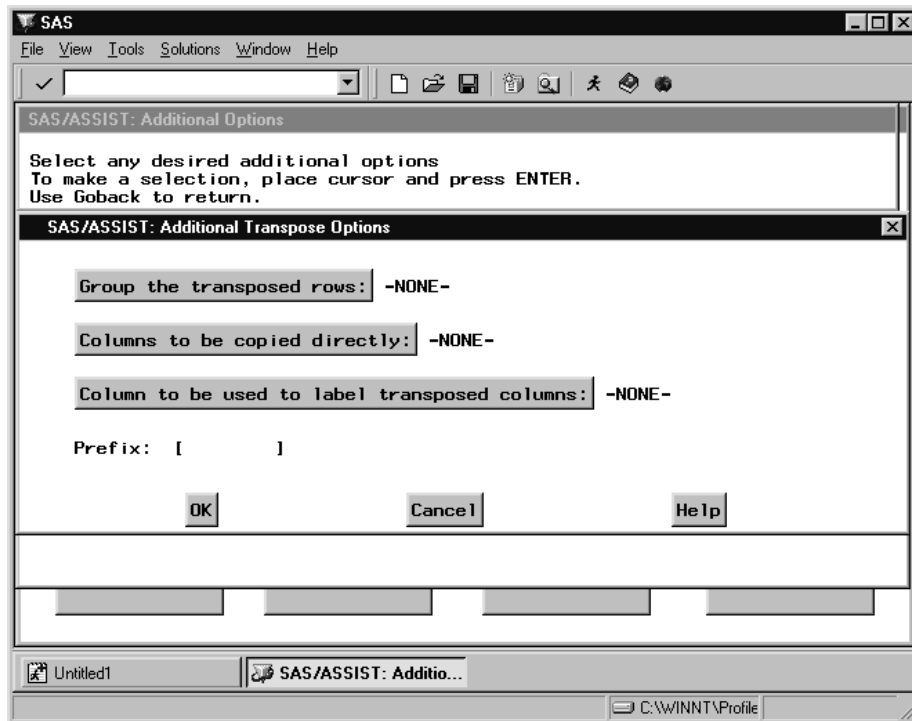 SAS
File View Tools Solutions Window Help
SAS/ASSIST: Additional Options
Select any desired additional options
To make a selection, place cursor and press ENTER.
Use Goback to return.
SAS/ASSIST: Additional Transpose Options
Group the transposed rows: -NONE-
Columns to be copied directly: -NONE-
Column to be used to label transposed columns: -NONE-
Prefix: [ ]
OK Cancel Help
Untitled1 SAS/ASSIST: Additio...
C:\WINNT\Profile